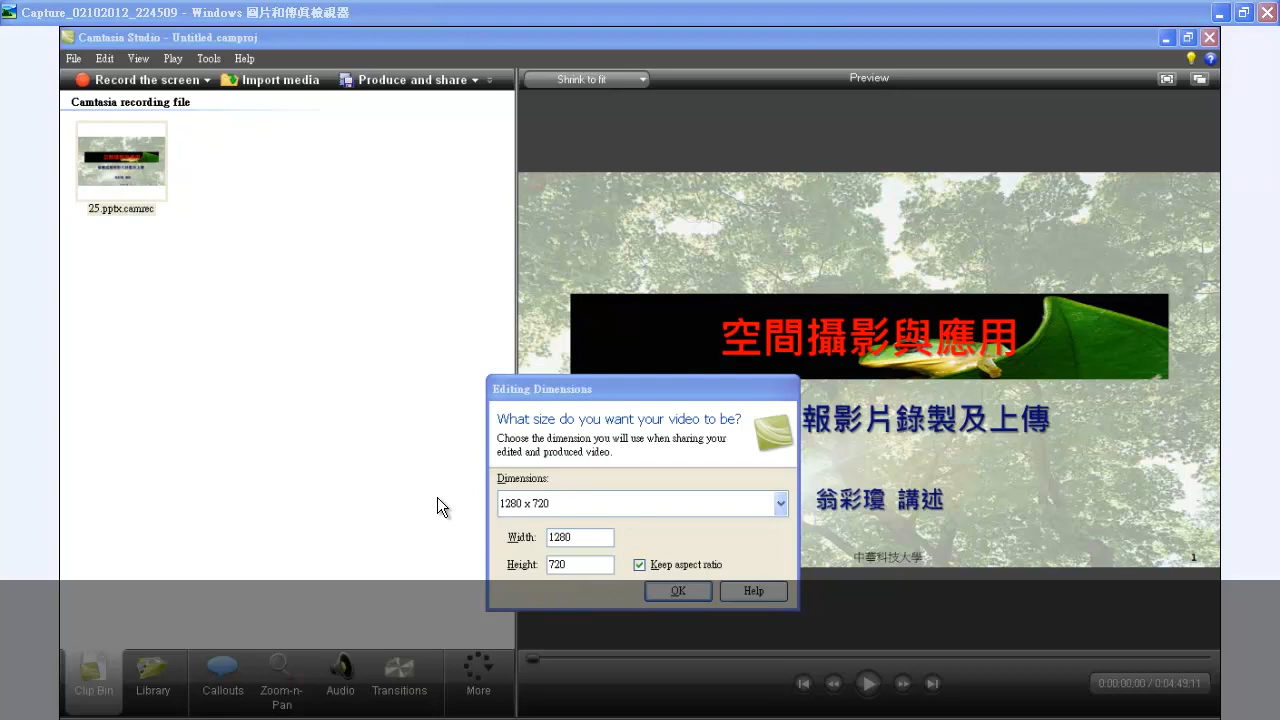 Capture_02102012_224509 - Windows 圖片和傳真檢視器
Camtasia Studio - Untitled.camproj
File Edit View Play Tools Help
Record the screen Import media Produce and share
Shrink to fit
Preview
Camtasia recording file
25.pptx.camrec
空間攝影與應用
報影片錄製及上傳
翁彩瓊 講述
中華科技大學
1
Editing Dimensions
What size do you want your video to be?
Choose the dimension you will use when sharing your
edited and produced video.
Dimensions:
1280 x 720
Width: 1280
Height: 720
Keep aspect ratio
OK Help
Clip Bin Library Callouts Zoom-n-
Pan Audio Transitions More
0:00:00;00 / 0:04:49;11